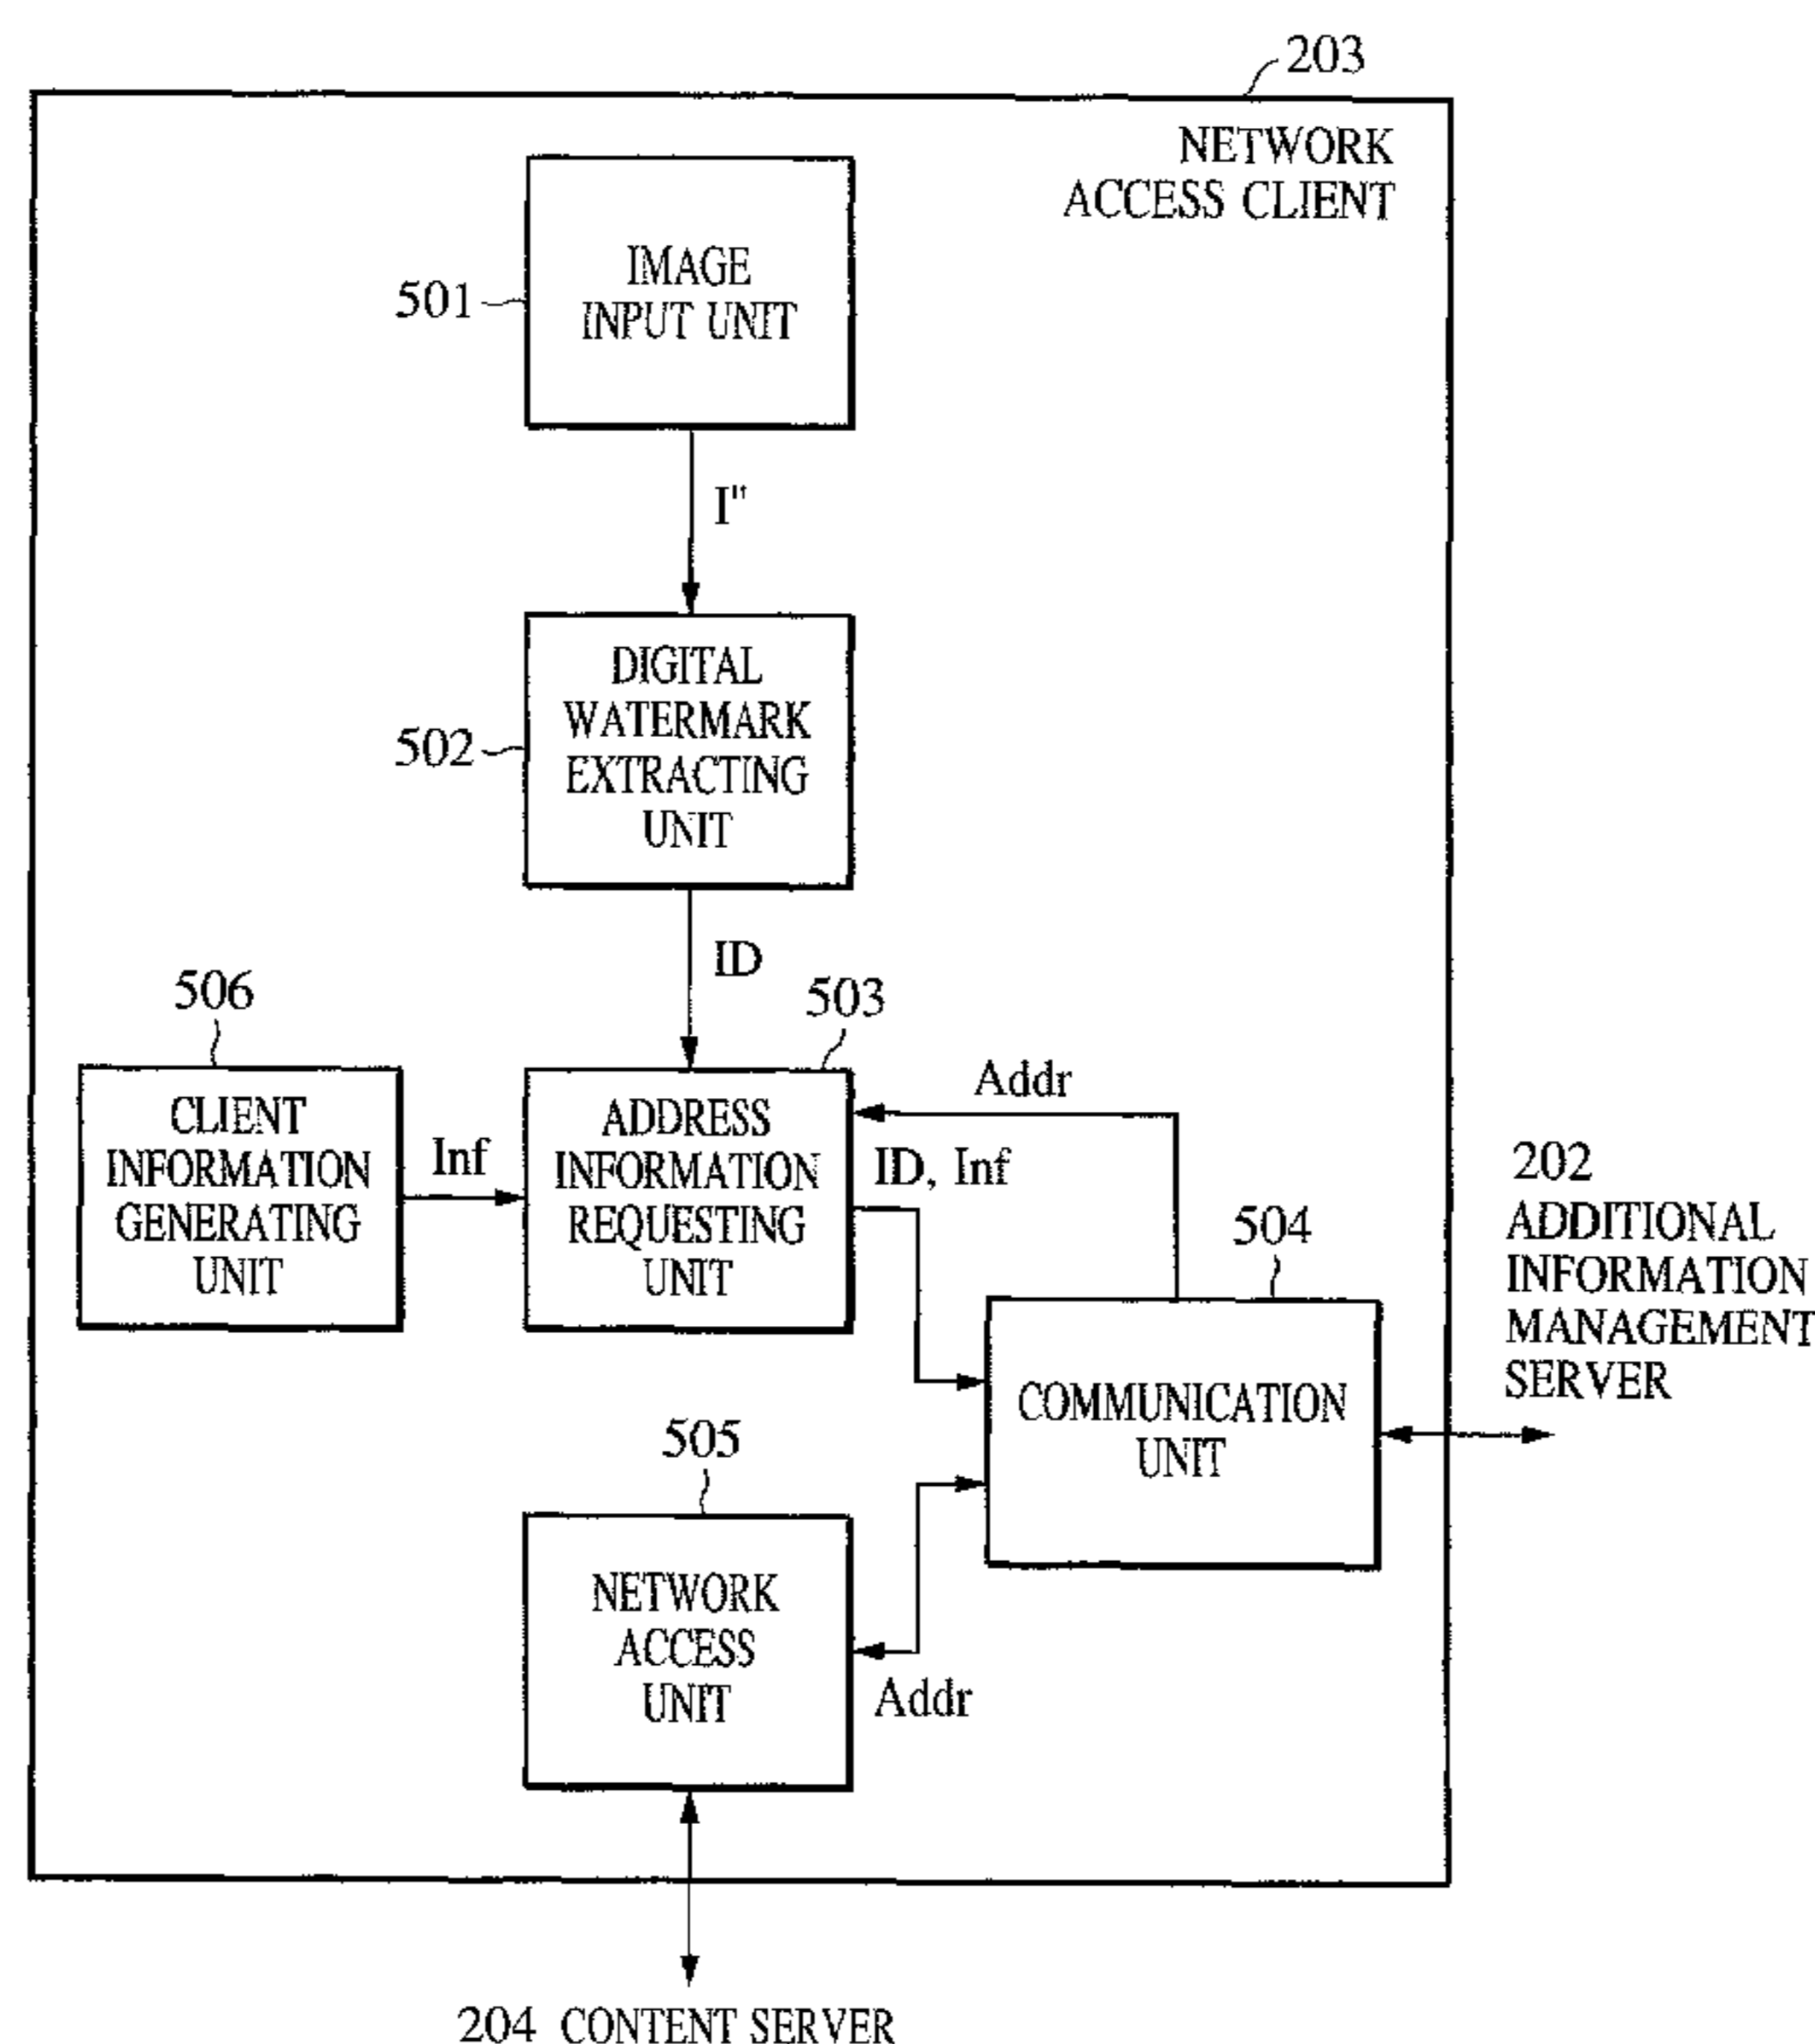 203
NETWORK
ACCESS CLIENT
IMAGE
INPUT UNIT
501
I"
DIGITAL
WATERMARK
EXTRACTING
UNIT
502
ID
506
503
CLIENT
INFORMATION
GENERATING
UNIT
Inf
ADDRESS
INFORMATION
REQUESTING
UNIT
Addr
ID, Inf
504
202
ADDITIONAL
INFORMATION
MANAGEMENT
SERVER
COMMUNICATION
UNIT
505
NETWORK
ACCESS
UNIT
Addr
204 CONTENT SERVER